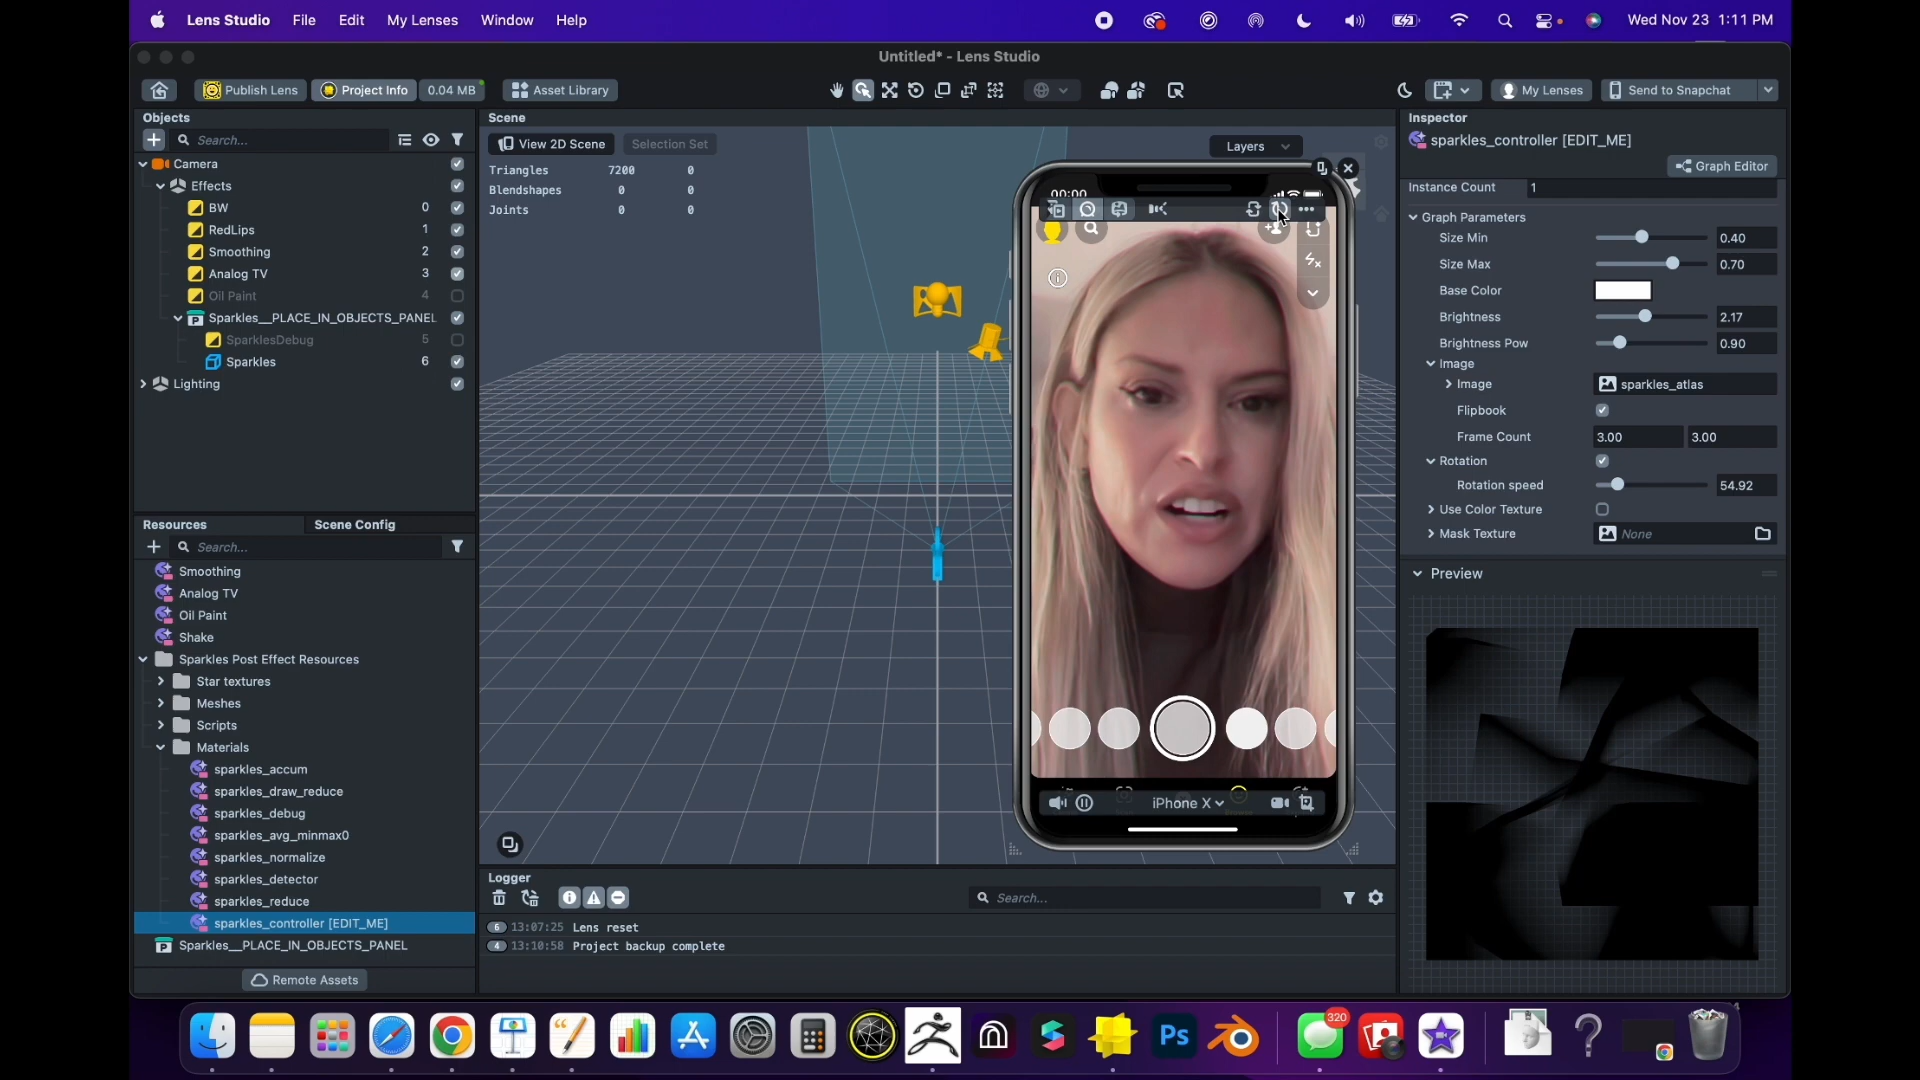 Lens Studio File Edit My Lenses Window Help Wed Nov 23 1:11 PM
Untitled* - Lens Studio
Publish Lens Project Info 0.04 MB Asset Library My Lenses Send to Snapchat
Objects
Search...
Camera
Effects
BW 0
RedLips 1
Smoothing 2
Analog TV 3
Oil Paint 4
Sparkles__PLACE_IN_OBJECTS_PANEL
SparklesDebug 5
Sparkles 6
Lighting
Resources Scene Config
Search...
Smoothing
Analog TV
Oil Paint
Shake
Sparkles Post Effect Resources
Star textures
Meshes
Scripts
Materials
sparkles_accum
sparkles_draw_reduce
sparkles_debug
sparkles_avg_minmax0
sparkles_normalize
sparkles_detector
sparkles_reduce
sparkles_controller [EDIT_ME]
Sparkles__PLACE_IN_OBJECTS_PANEL
Remote Assets
Scene
View 2D Scene Selection Set Layers
Triangles 7200 0
Blendshapes 0 0
Joints 0 0
00:00
iPhone X
Logger
Search...
6 13:07:25 Lens reset
4 13:10:58 Project backup complete
Inspector
sparkles_controller [EDIT_ME]
Graph Editor
Instance Count 1
Graph Parameters
Size Min 0.40
Size Max 0.70
Base Color
Brightness 2.17
Brightness Pow 0.90
Image
Image sparkles_atlas
Flipbook
Frame Count 3.00 3.00
Rotation
Rotation speed 54.92
Use Color Texture
Mask Texture None
Preview
Ps 320